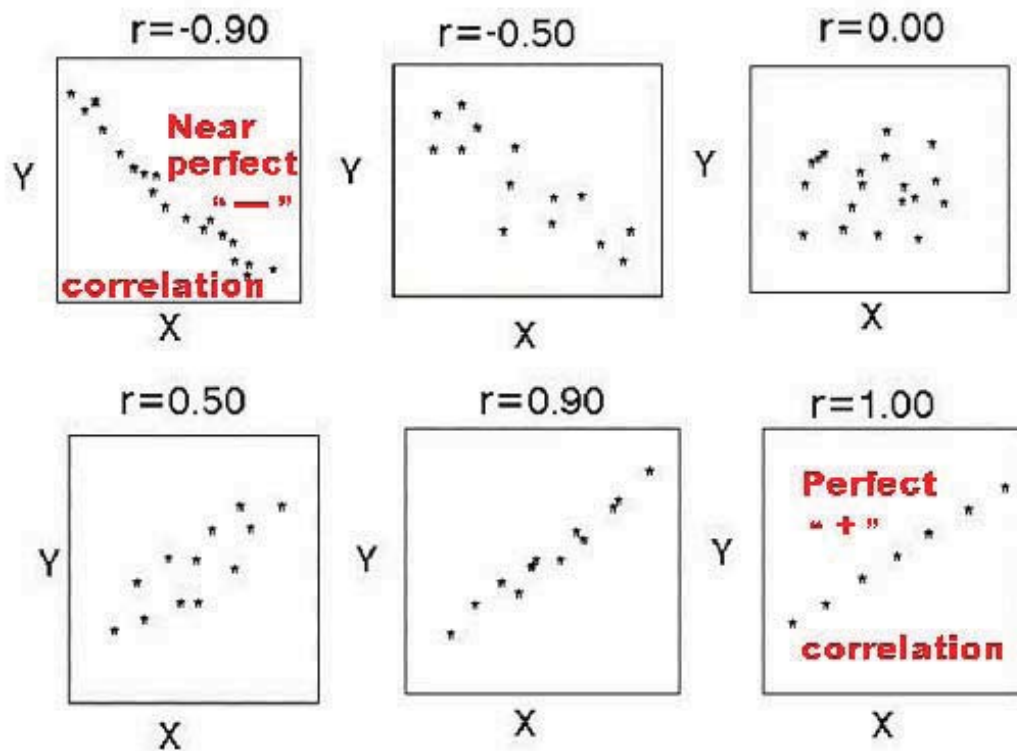 r=-0.90
r=-0.50
r=0.00
Y
Near
perfect
“ — ”
correlation
X
Y
X
Y
X
r=0.50
r=0.90
r=1.00
Y
X
Y
X
Y
Perfect
“ + ”
correlation
X